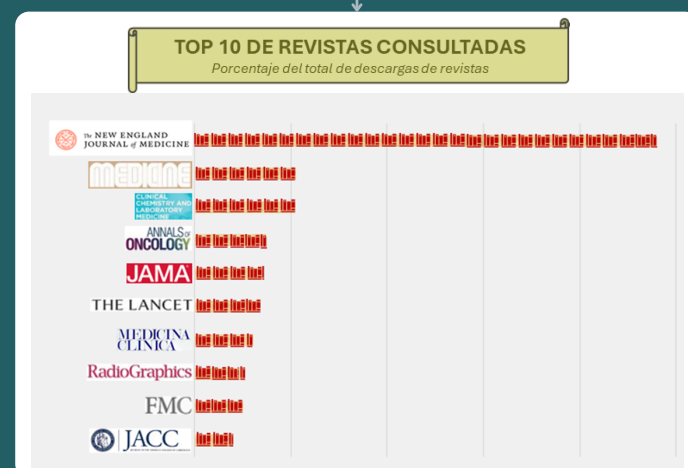 TOP 10 DE REVISTAS CONSULTADAS
Porcentaje del total de descargas de revistas
The NEW ENGLAND
JOURNAL of MEDICINE
MEDICINE
CLINICAL
CHEMISTRY AND
LABORATORY
MEDICINE
ANNALS OF
ONCOLOGY
JAMA
THE LANCET
MEDICINA
CLINICA
RadioGraphics
FMC
JACC